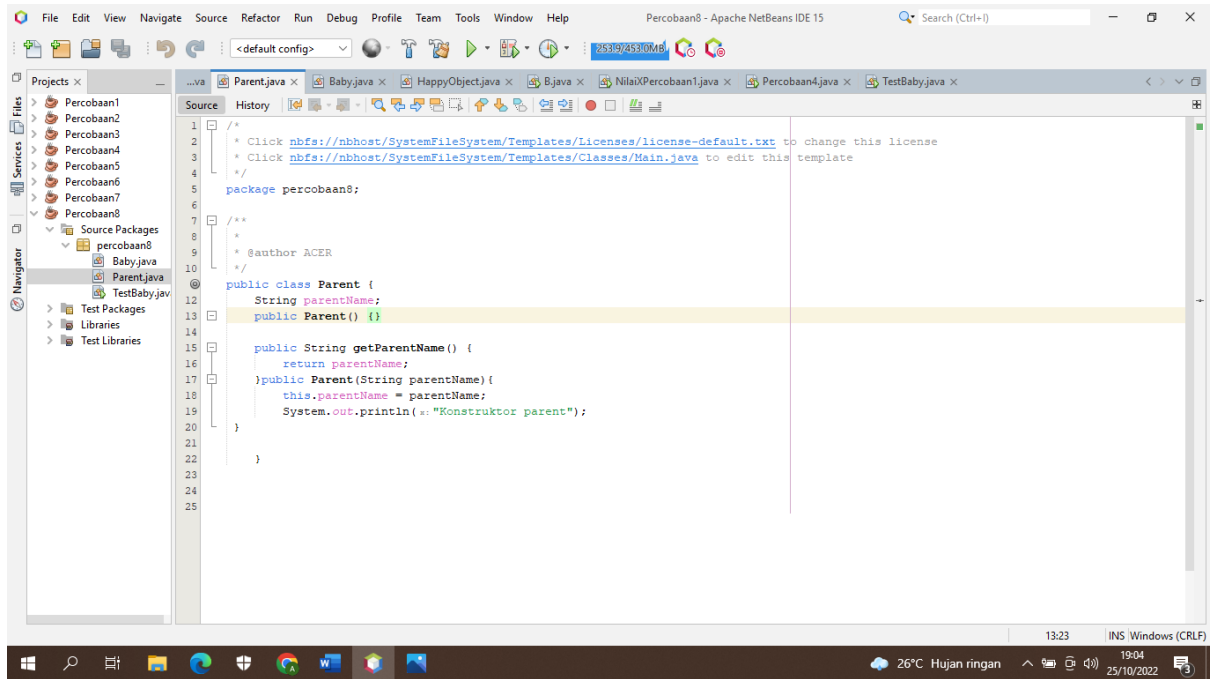 File Edit View Navigate Source Refactor Run Debug Profile Team Tools Window Help Percobaan8 - Apache NetBeans IDE 15 Search (Ctrl+I)
<default config> 253.9/453.0MB
Projects × ...va Parent.java × Baby.java × HappyObject.java × B.java × NilaiXPercobaan1.java × Percobaan4.java × TestBaby.java ×
Source History
Files
Services
Navigator
Percobaan1
Percobaan2
Percobaan3
Percobaan4
Percobaan5
Percobaan6
Percobaan7
Percobaan8
Source Packages
percobaan8
Baby.java
Parent.java
TestBaby.jav
Test Packages
Libraries
Test Libraries
1 /*
2 * Click nbfs://nbhost/SystemFileSystem/Templates/Licenses/license-default.txt to change this license
3 * Click nbfs://nbhost/SystemFileSystem/Templates/Classes/Main.java to edit this template
4 */
5 package percobaan8;
6
7 /**
8 *
9 * @author ACER
10 */
public class Parent {
12 String parentName;
13 public Parent() {}
14
15 public String getParentName() {
16 return parentName;
17 }public Parent(String parentName){
18 this.parentName = parentName;
19 System.out.println(x: "Konstruktor parent");
20 }
21
22 }
23
24
25
13:23 INS Windows (CRLF)
26°C Hujan ringan 19:04
25/10/2022 3